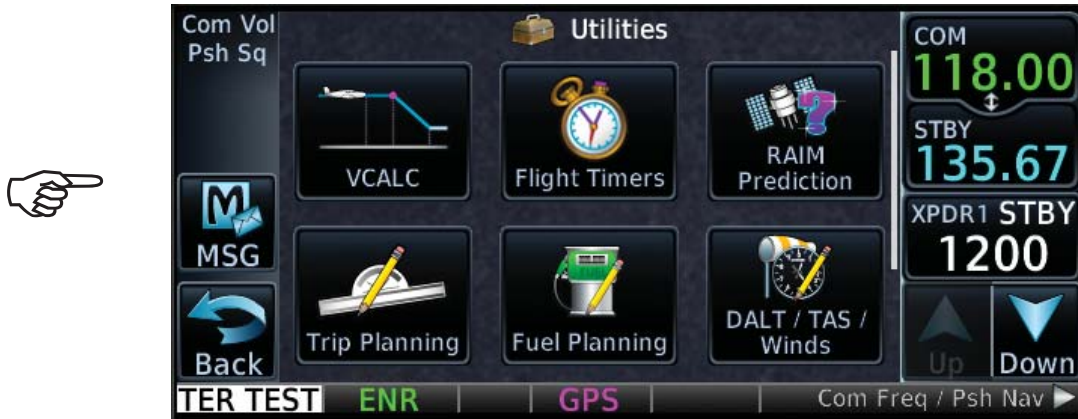 Com Vol
Psh Sq
Utilities
COM
118.00
STBY
135.67
XPDR1 STBY
1200
VCALC
Flight Timers
RAIM
Prediction
MSG
Trip Planning
FUEL
Fuel Planning
DALT / TAS /
Winds
Back
Up
Down
TER TEST
ENR
GPS
Com Freq / Psh Nav